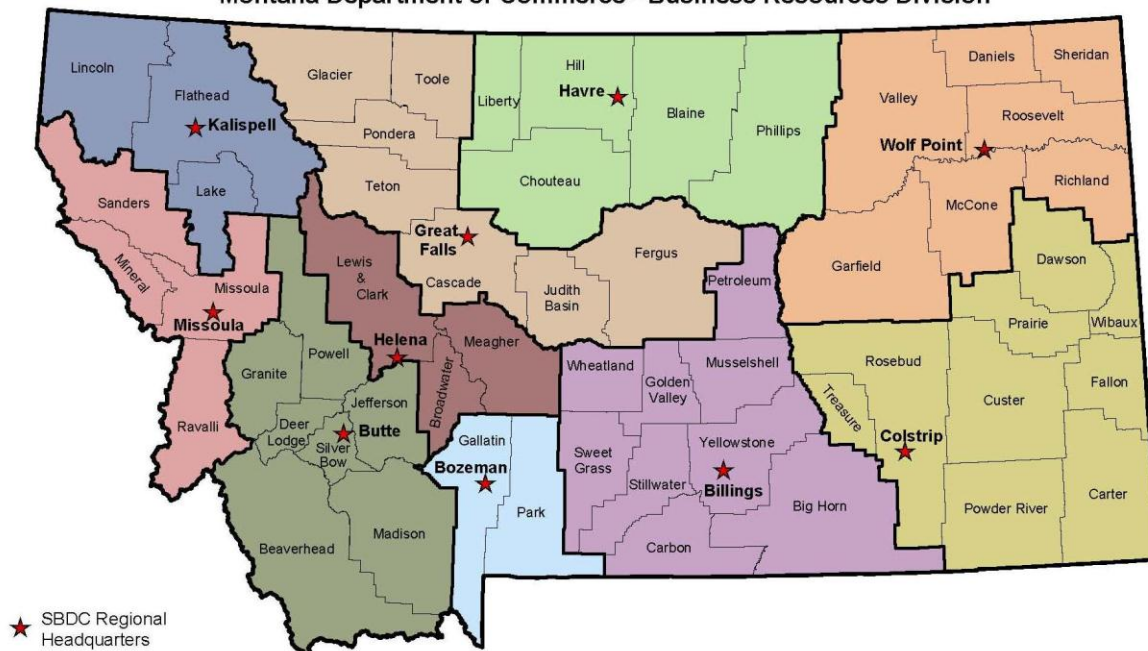 Montana Department of Commerce - Business Resources Division
Lincoln
Flathead
Kalispell
Lake
Glacier
Toole
Pondera
Teton
Liberty
Hill
Havre
Blaine
Phillips
Chouteau
Valley
Daniels
Sheridan
Roosevelt
Wolf Point
Richland
McCone
Garfield
Sanders
Mineral
Missoula
Missoula
Ravalli
Lewis
& 
Clark
Helena
Meagher
Broadwater
Great
Falls
Cascade
Judith
Basin
Fergus
Petroleum
Dawson
Prairie
Wibaux
Rosebud
Treasure
Custer
Fallon
Colstrip
Powder River
Carter
Powell
Granite
Jefferson
Deer
Lodge
Butte
Silver
Bow
Beaverhead
Madison
Gallatin
Bozeman
Park
Wheatland
Golden
Valley
Musselshell
Sweet
Grass
Stillwater
Yellowstone
Billings
Big Horn
Carbon
SBDC Regional
Headquarters